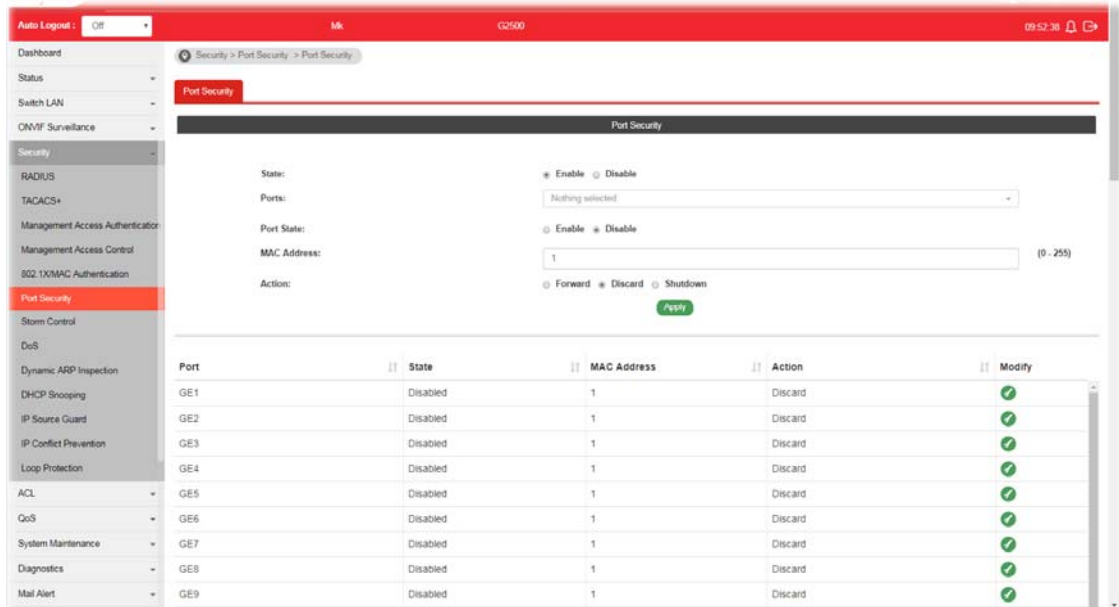 Auto Logout : Off Mk G2500 09:52:38
Dashboard
Status
Switch LAN
ONVIF Surveillance
Security
RADIUS
TACACS+
Management Access Authentication
Management Access Control
802.1X/MAC Authentication
Port Security
Storm Control
DoS
Dynamic ARP Inspection
DHCP Snooping
IP Source Guard
IP Conflict Prevention
Loop Protection
ACL
QoS
System Maintenance
Diagnostics
Mail Alert
Security > Port Security > Port Security
Port Security
Port Security
State: Enable Disable
Ports: Nothing selected
Port State: Enable Disable
MAC Address: 1 (0 - 255)
Action: Forward Discard Shutdown
Apply
Port State MAC Address Action Modify
GE1 Disabled 1 Discard
GE2 Disabled 1 Discard
GE3 Disabled 1 Discard
GE4 Disabled 1 Discard
GE5 Disabled 1 Discard
GE6 Disabled 1 Discard
GE7 Disabled 1 Discard
GE8 Disabled 1 Discard
GE9 Disabled 1 Discard